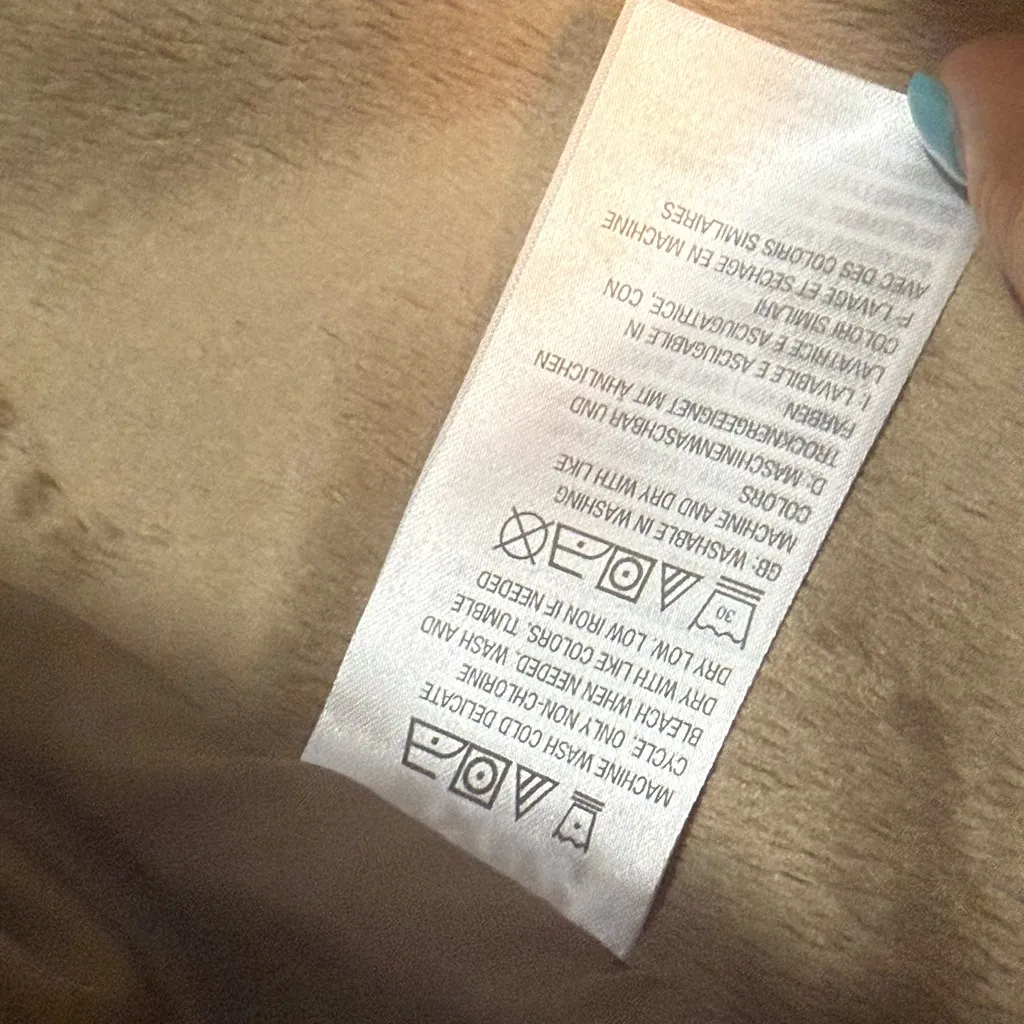 MACHINE WASH COLD DELICATE
CYCLE. ONLY NON-CHLORINE
BLEACH WHEN NEEDED. WASH AND
DRY WITH LIKE COLORS. TUMBLE
DRY LOW. LOW IRON IF NEEDED
30
GB: WASHABLE IN WASHING
MACHINE AND DRY WITH LIKE
COLORS
D: MASCHINENWASCHBAR UND
TROCKNERGEEIGNET MIT ÄHNLICHEN
FARBEN
I: LAVABILE E ASCIUGABILE IN
LAVATRICE E ASCIUGATRICE, CON
COLORI SIMILARI
F: LAVAGE ET SECHAGE EN MACHINE
AVEC DES COLORIS SIMILAIRES